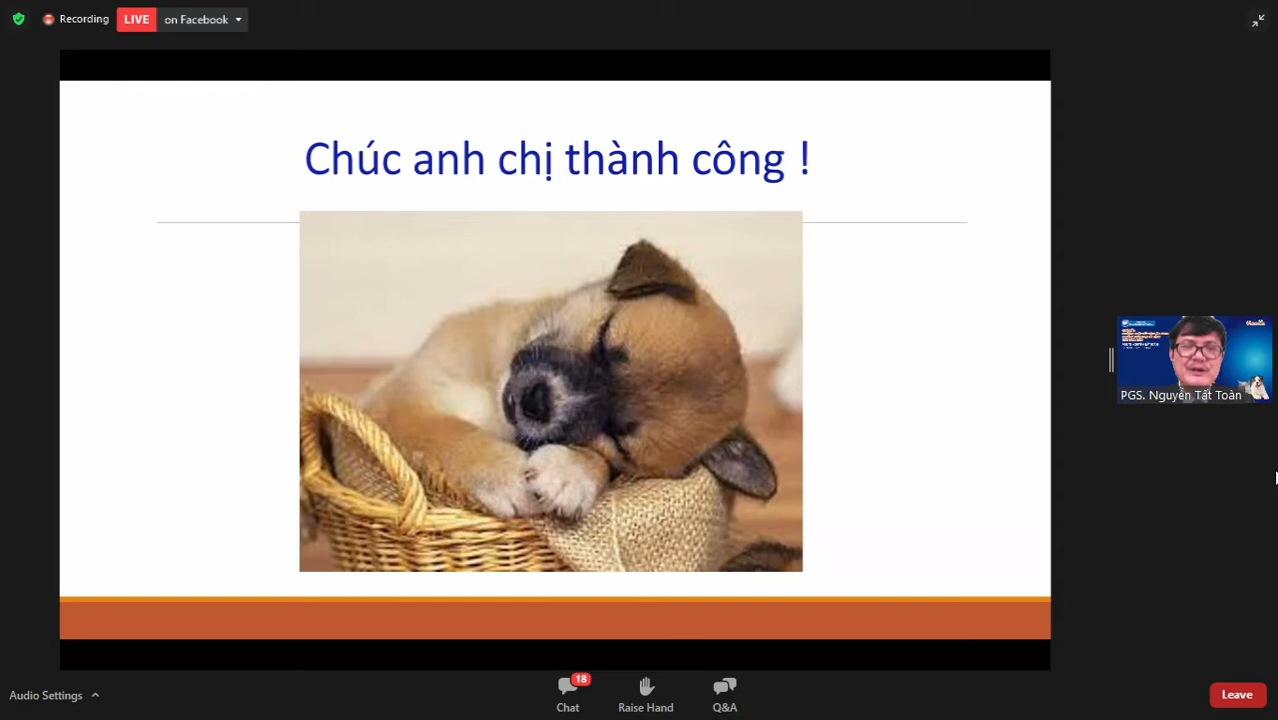 Recording
LIVE on Facebook
Chúc anh chị thành công !
PGS. Nguyễn Tất Toàn
Audio Settings
18
Chat
Raise Hand
Q&A
Leave